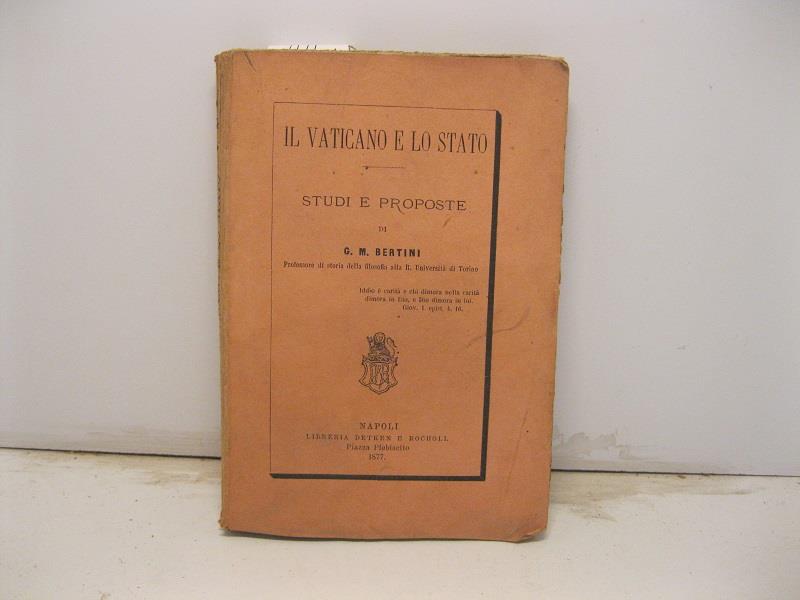 IL VATICANO E LO STATO
STUDI E PROPOSTE
DI
G. M. BERTINI
Professore di storia della filosofia alla R. Università di Torino
Iddio è carità e chi dimora nella carità
dimora in Dio, e Dio dimora in lui.
Giov. I. epist. 4. 16.
NAPOLI
LIBRERIA DETKEN E ROCHOLL
Piazza Plebiscito
1877.